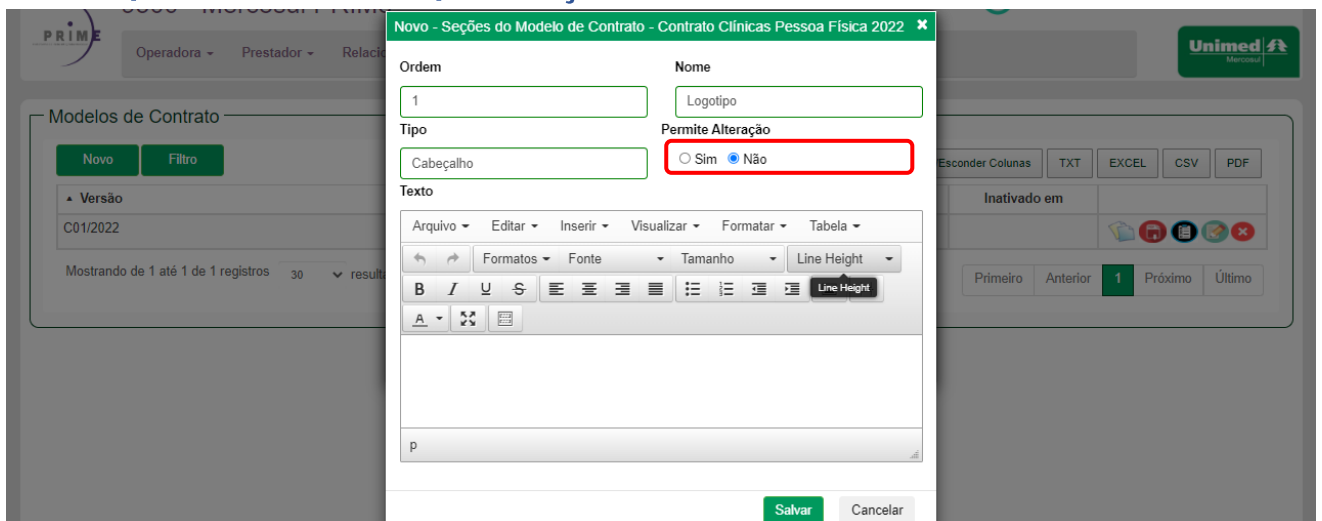 PRIME
Operadora
Prestador
Unimed
Mercosul
Novo - Seções do Modelo de Contrato - Contrato Clínicas Pessoa Física 2022
Ordem
Nome
1
Logotipo
Tipo
Permite Alteração
Cabeçalho
Sim
Não
Texto
Arquivo
Editar
Inserir
Visualizar
Formatar
Tabela
Formatos
Fonte
Tamanho
Line Height
B I U S
Line Height
A
p
Salvar
Cancelar
Modelos de Contrato
Novo
Filtro
/Esconder Colunas
TXT
EXCEL
CSV
PDF
Versão
Inativado em
C01/2022
Mostrando de 1 até 1 de 1 registros
30
Primeiro
Anterior
1
Próximo
Último